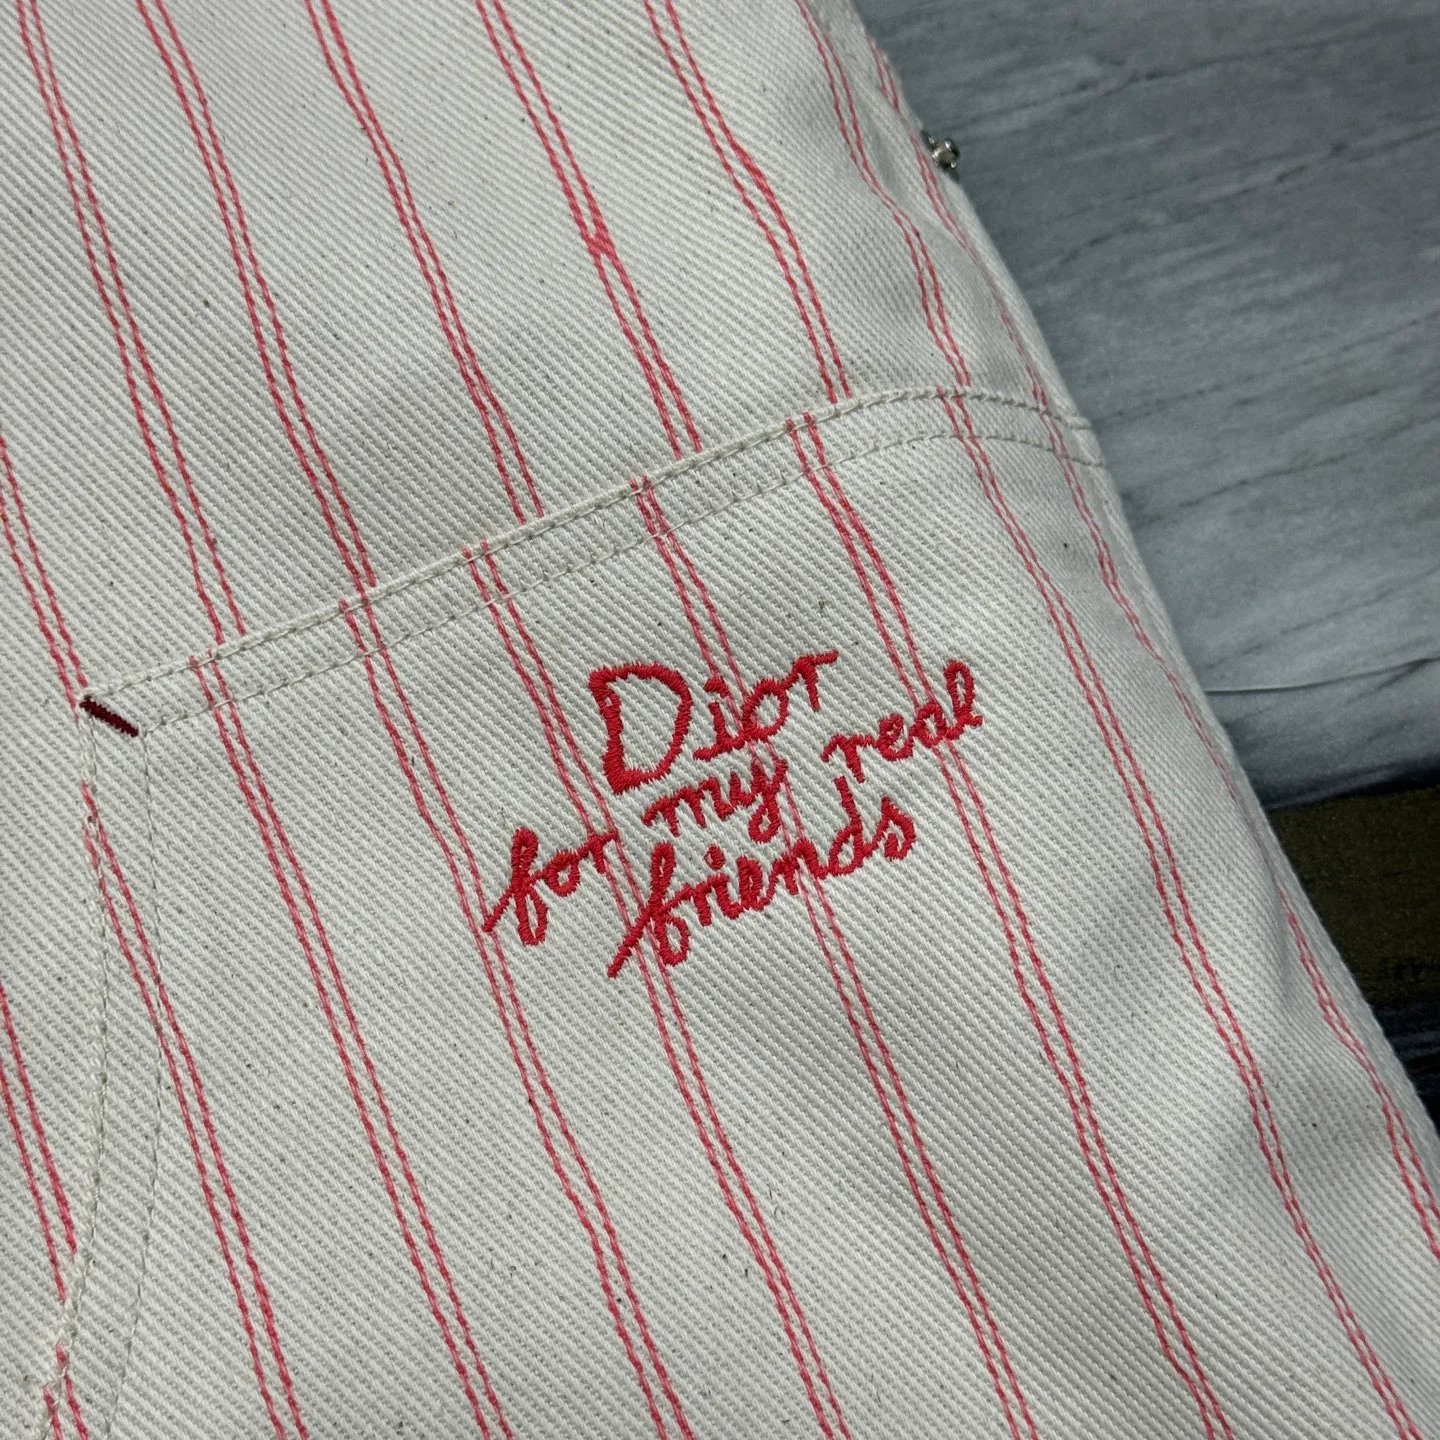 Dior
for my real
friends